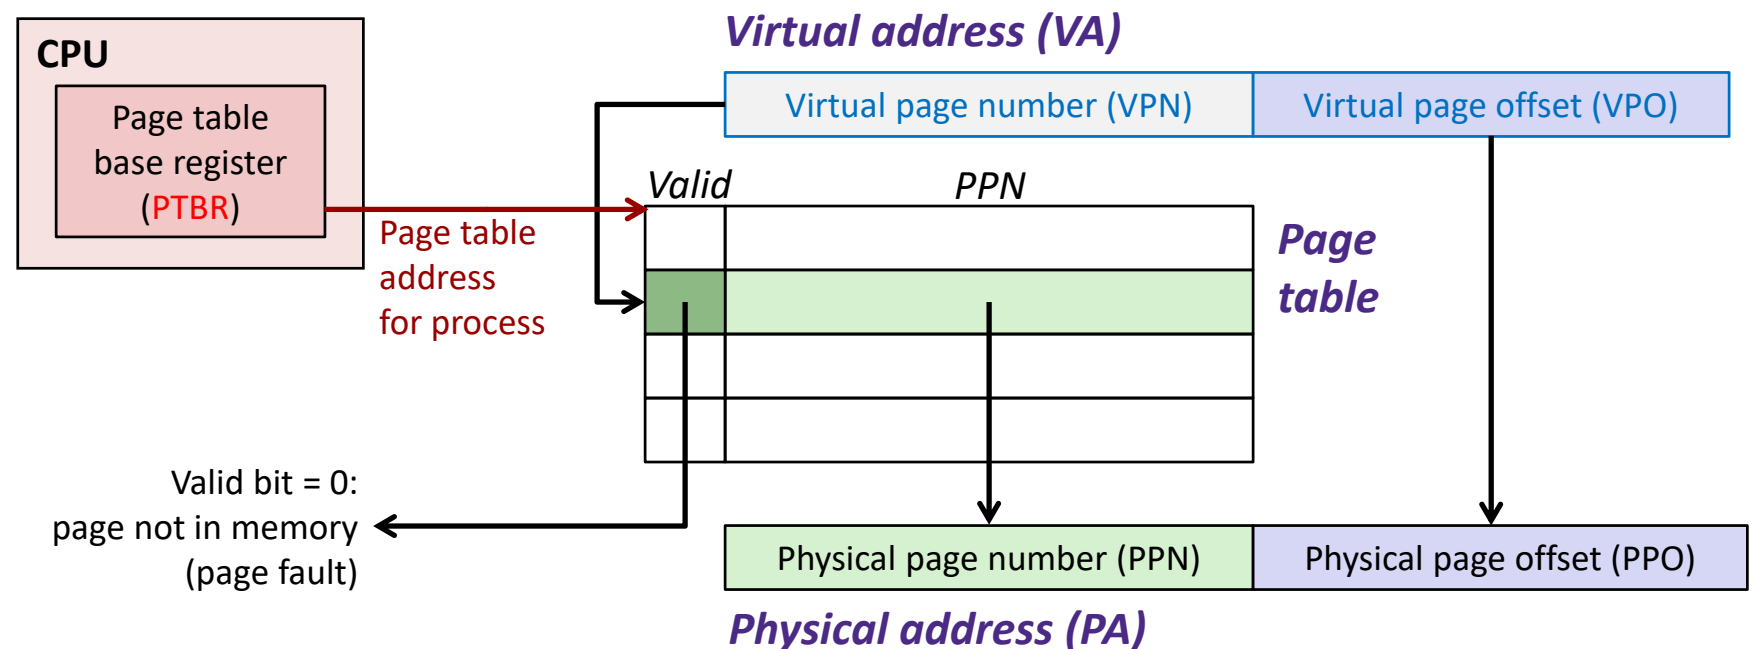 CPU
Page table
base register
(PTBR)
Virtual address (VA)
Virtual page number (VPN)
Virtual page offset (VPO)
Valid
PPN
Page table
address
for process
Page
table
Valid bit = 0:
page not in memory
(page fault)
Physical page number (PPN)
Physical page offset (PPO)
Physical address (PA)